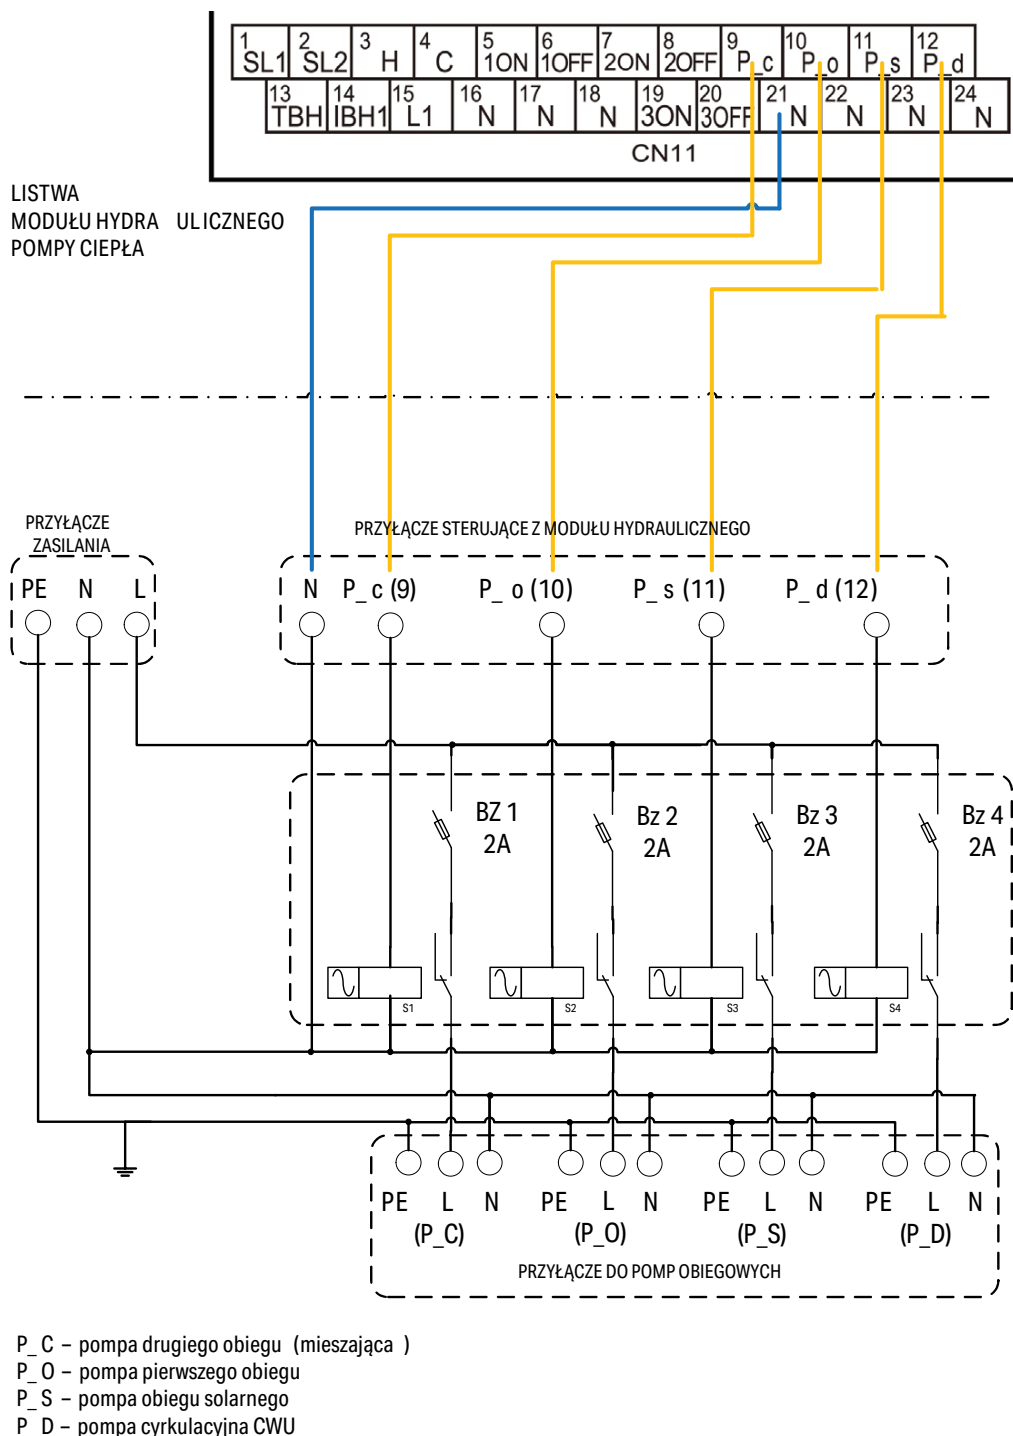 1 2 3 4 5 6 7 8 9 10 11 12
SL1 SL2 H C 1ON 1OFF 2ON 2OFF P_c P_o P_s P_d
13 14 15 16 17 18 19 20 21 22 23 24
TBH IBH1 L1 N N N 3ON 3OFF N N N N
CN11
LISTWA
MODUŁU HYDRA ULICZNEGO
POMPY CIEPŁA
PRZYŁĄCZE
ZASILANIA
PRZYŁĄCZE STERUJĄCE Z MODUŁU HYDRAULICZNEGO
PE N L
N P_ c (9) P_ o (10) P_ s (11) P_ d (12)
BZ 1 Bz 2 Bz 3 Bz 4
2A 2A 2A 2A
S1 S2 S3 S4
PE L N PE L N PE L N PE L N
(P_C) (P_O) (P_S) (P_D)
PRZYŁĄCZE DO POMP OBIEGOWYCH
P_ C – pompa drugiego obiegu (mieszająca )
P_ O – pompa pierwszego obiegu
P_ S – pompa obiegu solarnego
P D – pompa cyrkulacyjna CWU